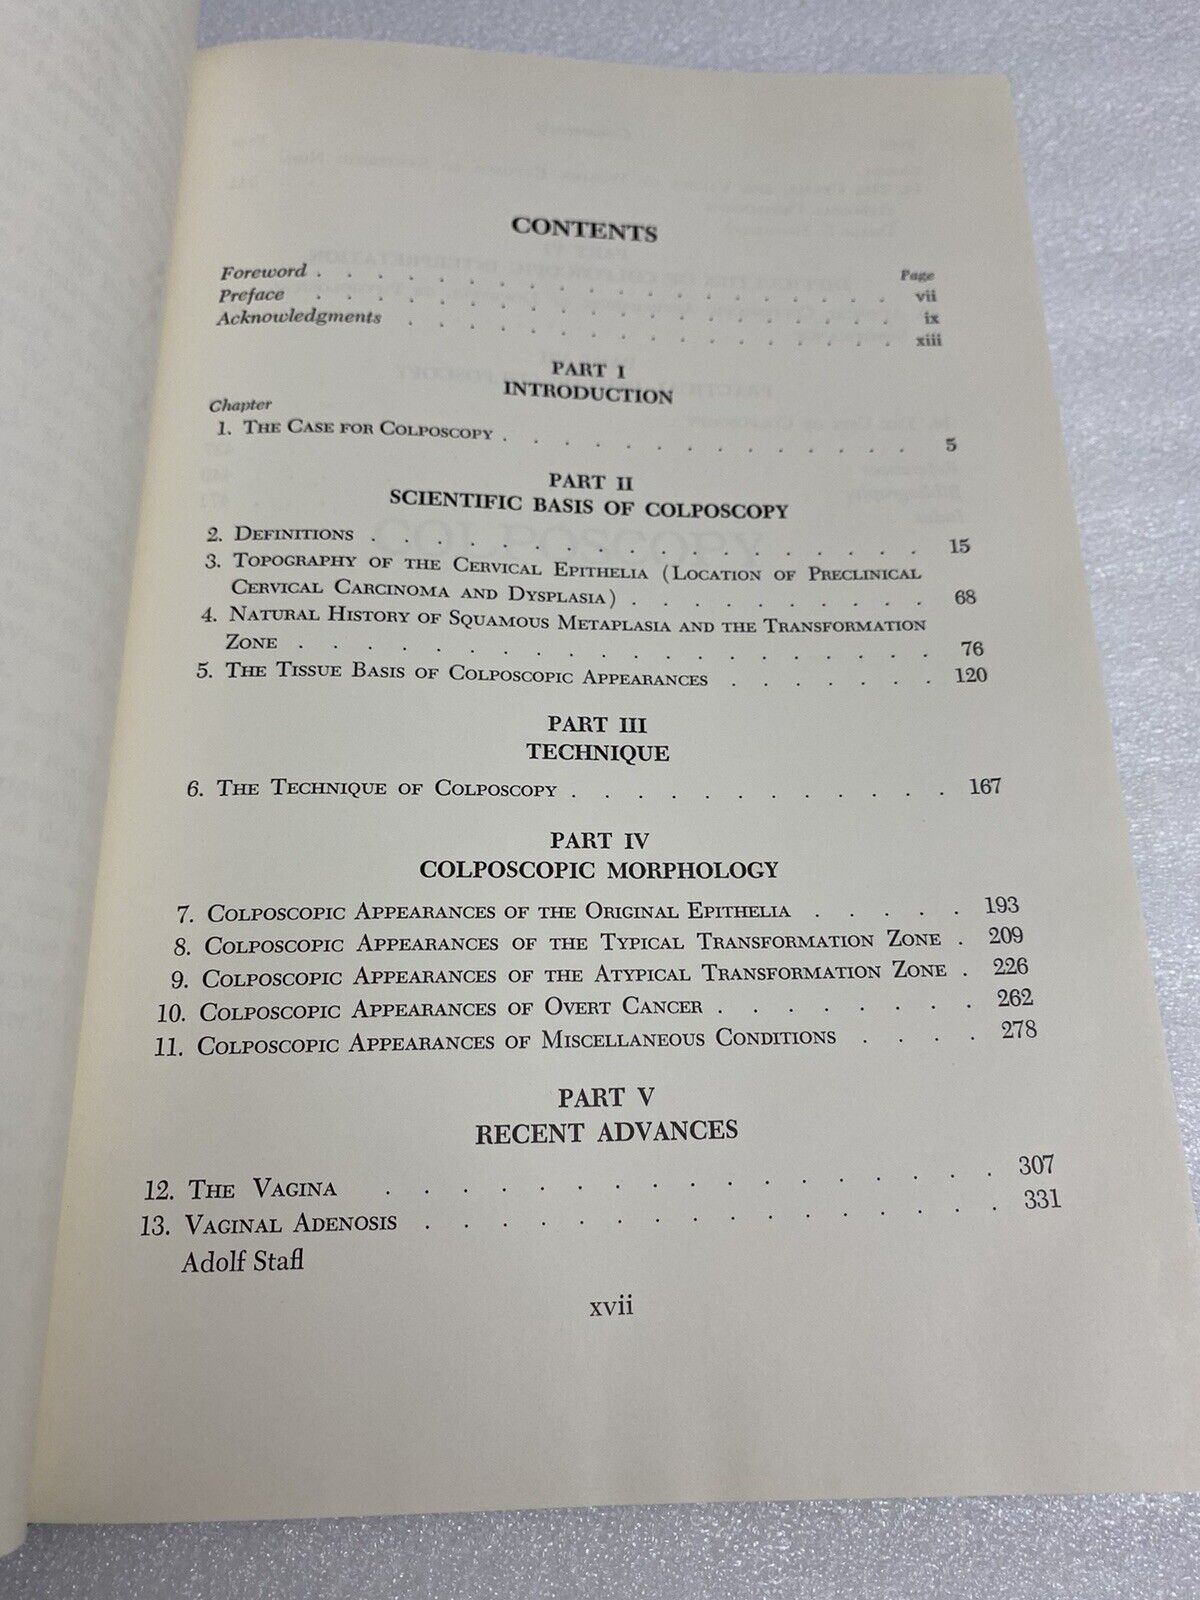 CONTENTS
Page
Foreword . . . . . . . . . . . . . . . . . vii
Preface . . . . . . . . . . . . . . . . . ix
Acknowledgments . . . . . . . . . . . . . . xiii
PART I
INTRODUCTION
Chapter
1. The Case for Colposcopy . . . . . . . . . . . . 5
PART II
SCIENTIFIC BASIS OF COLPOSCOPY
2. Definitions . . . . . . . . . . . . . . . . . 15
3. Topography of the Cervical Epithelia (Location of Preclinical
Cervical Carcinoma and Dysplasia) . . . . . . . . . . . 68
4. Natural History of Squamous Metaplasia and the Transformation
Zone . . . . . . . . . . . . . . . . . . 76
5. The Tissue Basis of Colposcopic Appearances . . . . . . . 120
PART III
TECHNIQUE
6. The Technique of Colposcopy . . . . . . . . . . . . 167
PART IV
COLPOSCOPIC MORPHOLOGY
7. Colposcopic Appearances of the Original Epithelia . . . . . 193
8. Colposcopic Appearances of the Typical Transformation Zone . 209
9. Colposcopic Appearances of the Atypical Transformation Zone . 226
10. Colposcopic Appearances of Overt Cancer . . . . . . . . 262
11. Colposcopic Appearances of Miscellaneous Conditions . . . . 278
PART V
RECENT ADVANCES
12. The Vagina . . . . . . . . . . . . . . . . 307
13. Vaginal Adenosis . . . . . . . . . . . . . . . 331
Adolf Stafl
xvii